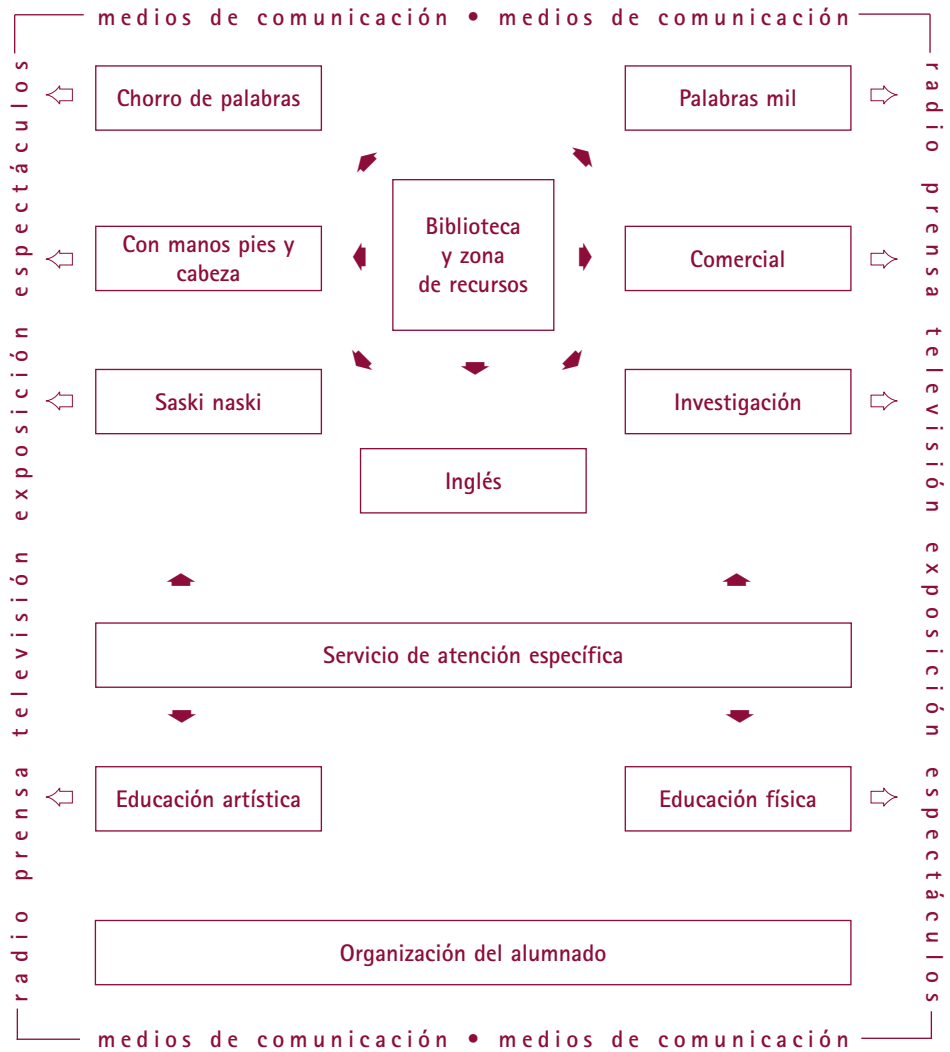 medios de comunicación • medios de comunicación
radio prensa televisión exposición espectáculos
radio prensa televisión exposición espectáculos
Chorro de palabras
Palabras mil
Biblioteca
y zona
de recursos
Con manos pies y
cabeza
Comercial
Saski naski
Investigación
Inglés
Servicio de atención específica
Educación artística
Educación física
Organización del alumnado
medios de comunicación • medios de comunicación